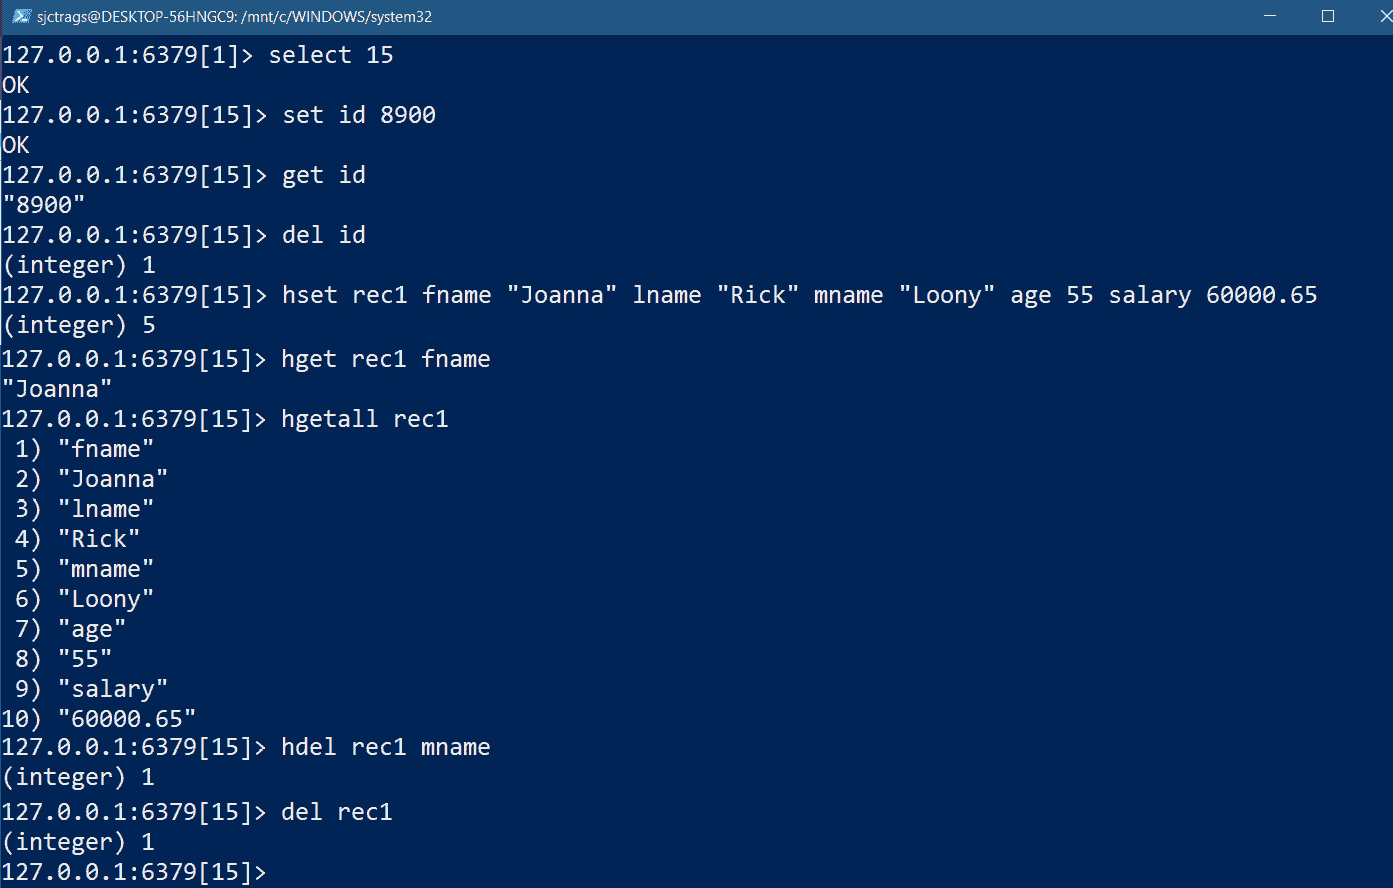 sjctrags@DESKTOP-56HNGC9: /mnt/c/WINDOWS/system32
127.0.0.1:6379[1]> select 15
OK
127.0.0.1:6379[15]> set id 8900
OK
127.0.0.1:6379[15]> get id
"8900"
127.0.0.1:6379[15]> del id
(integer) 1
127.0.0.1:6379[15]> hset rec1 fname "Joanna" lname "Rick" mname "Loony" age 55 salary 60000.65
(integer) 5
127.0.0.1:6379[15]> hget rec1 fname
"Joanna"
127.0.0.1:6379[15]> hgetall rec1
 1) "fname"
 2) "Joanna"
 3) "lname"
 4) "Rick"
 5) "mname"
 6) "Loony"
 7) "age"
 8) "55"
 9) "salary"
10) "60000.65"
127.0.0.1:6379[15]> hdel rec1 mname
(integer) 1
127.0.0.1:6379[15]> del rec1
(integer) 1
127.0.0.1:6379[15]>